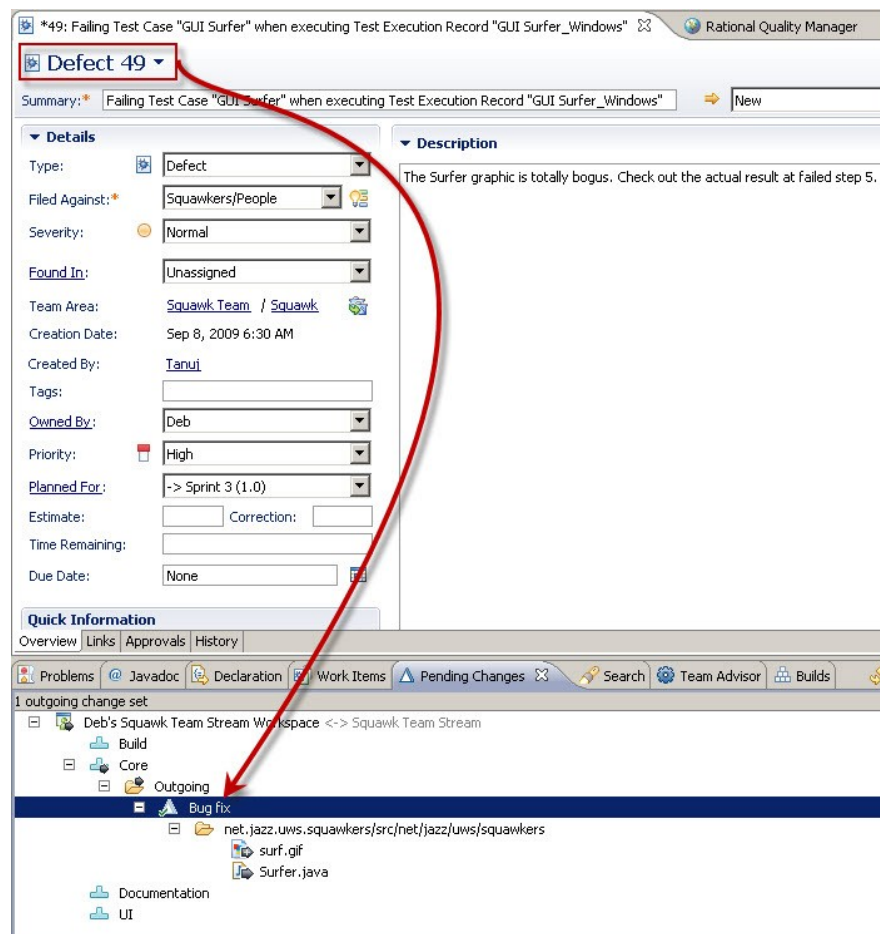 *49: Failing Test Case "GUI Surfer" when executing Test Execution Record "GUI Surfer_Windows"
Rational Quality Manager
Defect 49
Summary:* Failing Test Case "GUI Surfer" when executing Test Execution Record "GUI Surfer_Windows" New
Details
Type: Defect
Filed Against:* Squawkers/People
Severity: Normal
Found In: Unassigned
Team Area: Squawk Team / Squawk
Creation Date: Sep 8, 2009 6:30 AM
Created By: Tanuj
Tags:
Owned By: Deb
Priority: High
Planned For: -> Sprint 3 (1.0)
Estimate: Correction:
Time Remaining:
Due Date: None
Quick Information
Description
The Surfer graphic is totally bogus. Check out the actual result at failed step 5.
Overview Links Approvals History
Problems @ Javadoc Declaration Work Items Pending Changes Search Team Advisor Builds
1 outgoing change set
Deb's Squawk Team Stream Workspace <-> Squawk Team Stream
Build
Core
Outgoing
Bug fix
net.jazz.uws.squawkers/src/net/jazz/uws/squawkers
surf.gif
Surfer.java
Documentation
UI